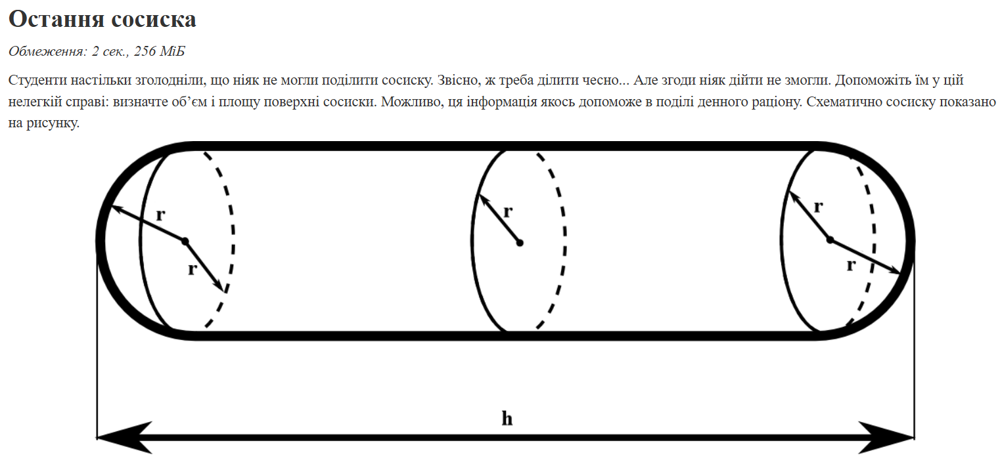 Остання сосиска
Обмеження: 2 сек., 256 МіБ
Студенти настільки зголодніли, що ніяк не могли поділити сосиску. Звісно, ж треба ділити чесно... Але згоди ніяк дійти не змогли. Допоможіть їм у цій
нелегкій справі: визначте об’єм і площу поверхні сосиски. Можливо, ця інформація якось допоможе в поділі денного раціону. Схематично сосиску показано
на рисунку.
r
r
r
r
r
h